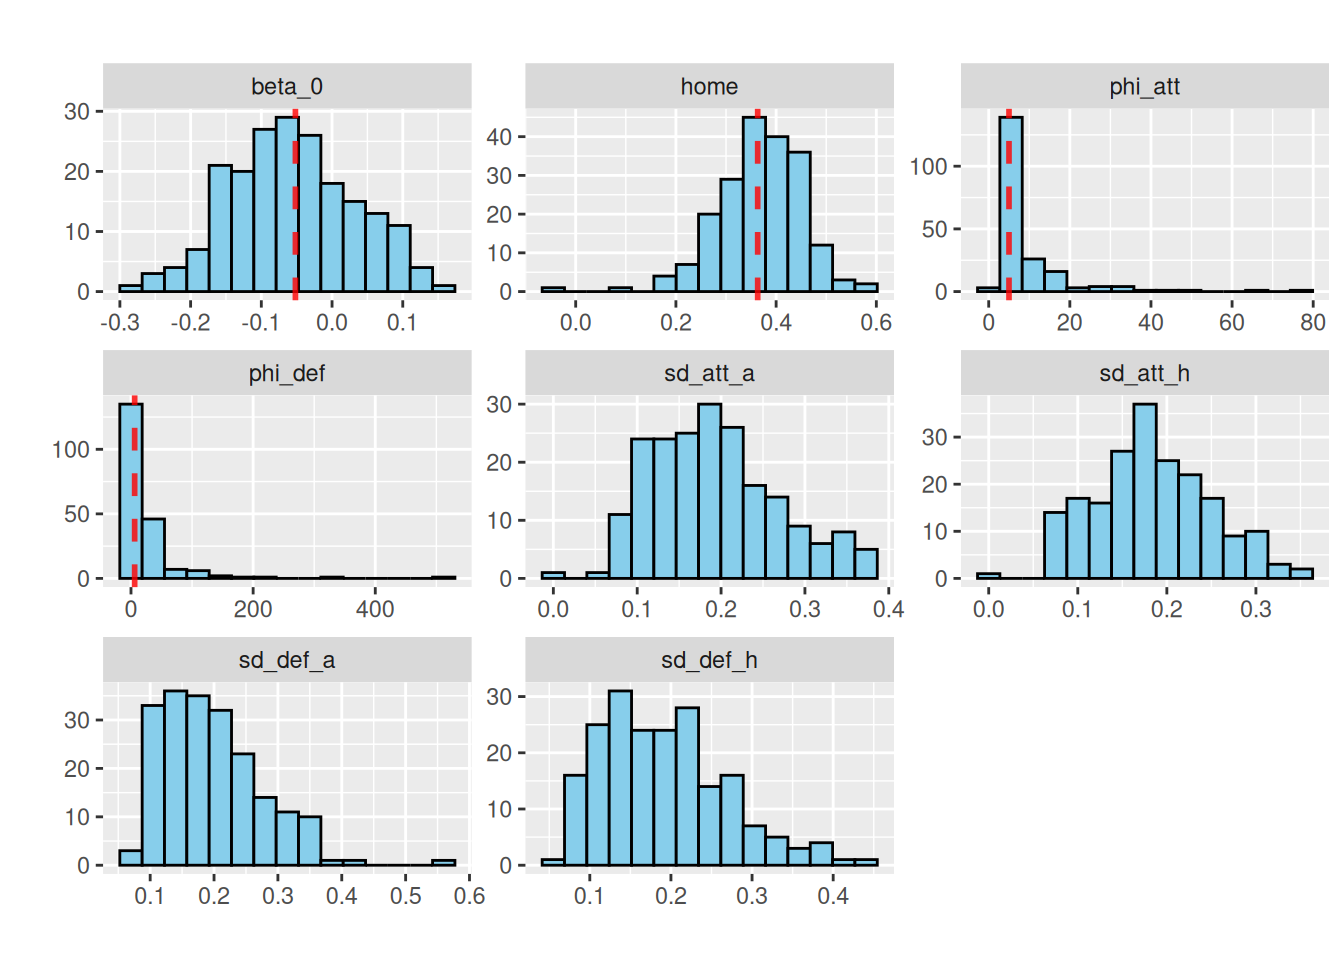 beta_0 home phi_att
30
20
10
0
-0.3 -0.2 -0.1 0.0 0.1
40
30
20
10
0
0.0 0.2 0.4 0.6
100
50
0
0 20 40 60 80
phi_def sd_att_a sd_att_h
100
50
0
0 200 400
30
20
10
0
0.0 0.1 0.2 0.3 0.4
30
20
10
0
0.0 0.1 0.2 0.3
sd_def_a sd_def_h
30
20
10
0
0.1 0.2 0.3 0.4 0.5 0.6
30
20
10
0
0.1 0.2 0.3 0.4